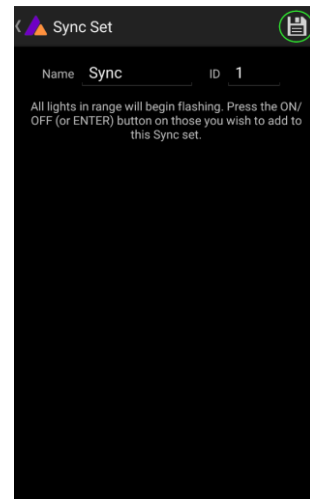 Sync Set
Name Sync ID 1
All lights in range will begin flashing. Press the ON/
OFF (or ENTER) button on those you wish to add to
this Sync set.